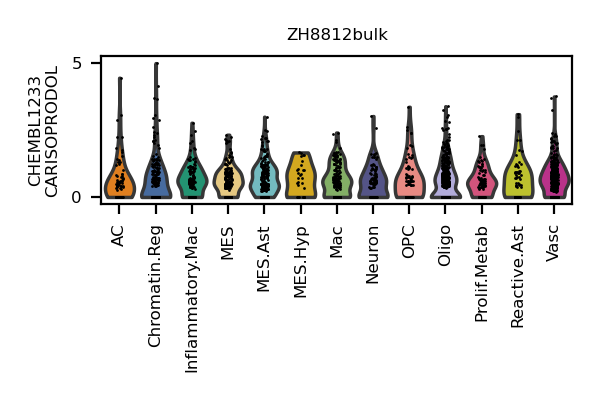 ZH8812bulk
CHEMBL1233
CARISOPRODOL
5
0
AC
Chromatin.Reg
Inflammatory.Mac
MES
MES.Ast
MES.Hyp
Mac
Neuron
OPC
Oligo
Prolif.Metab
Reactive.Ast
Vasc